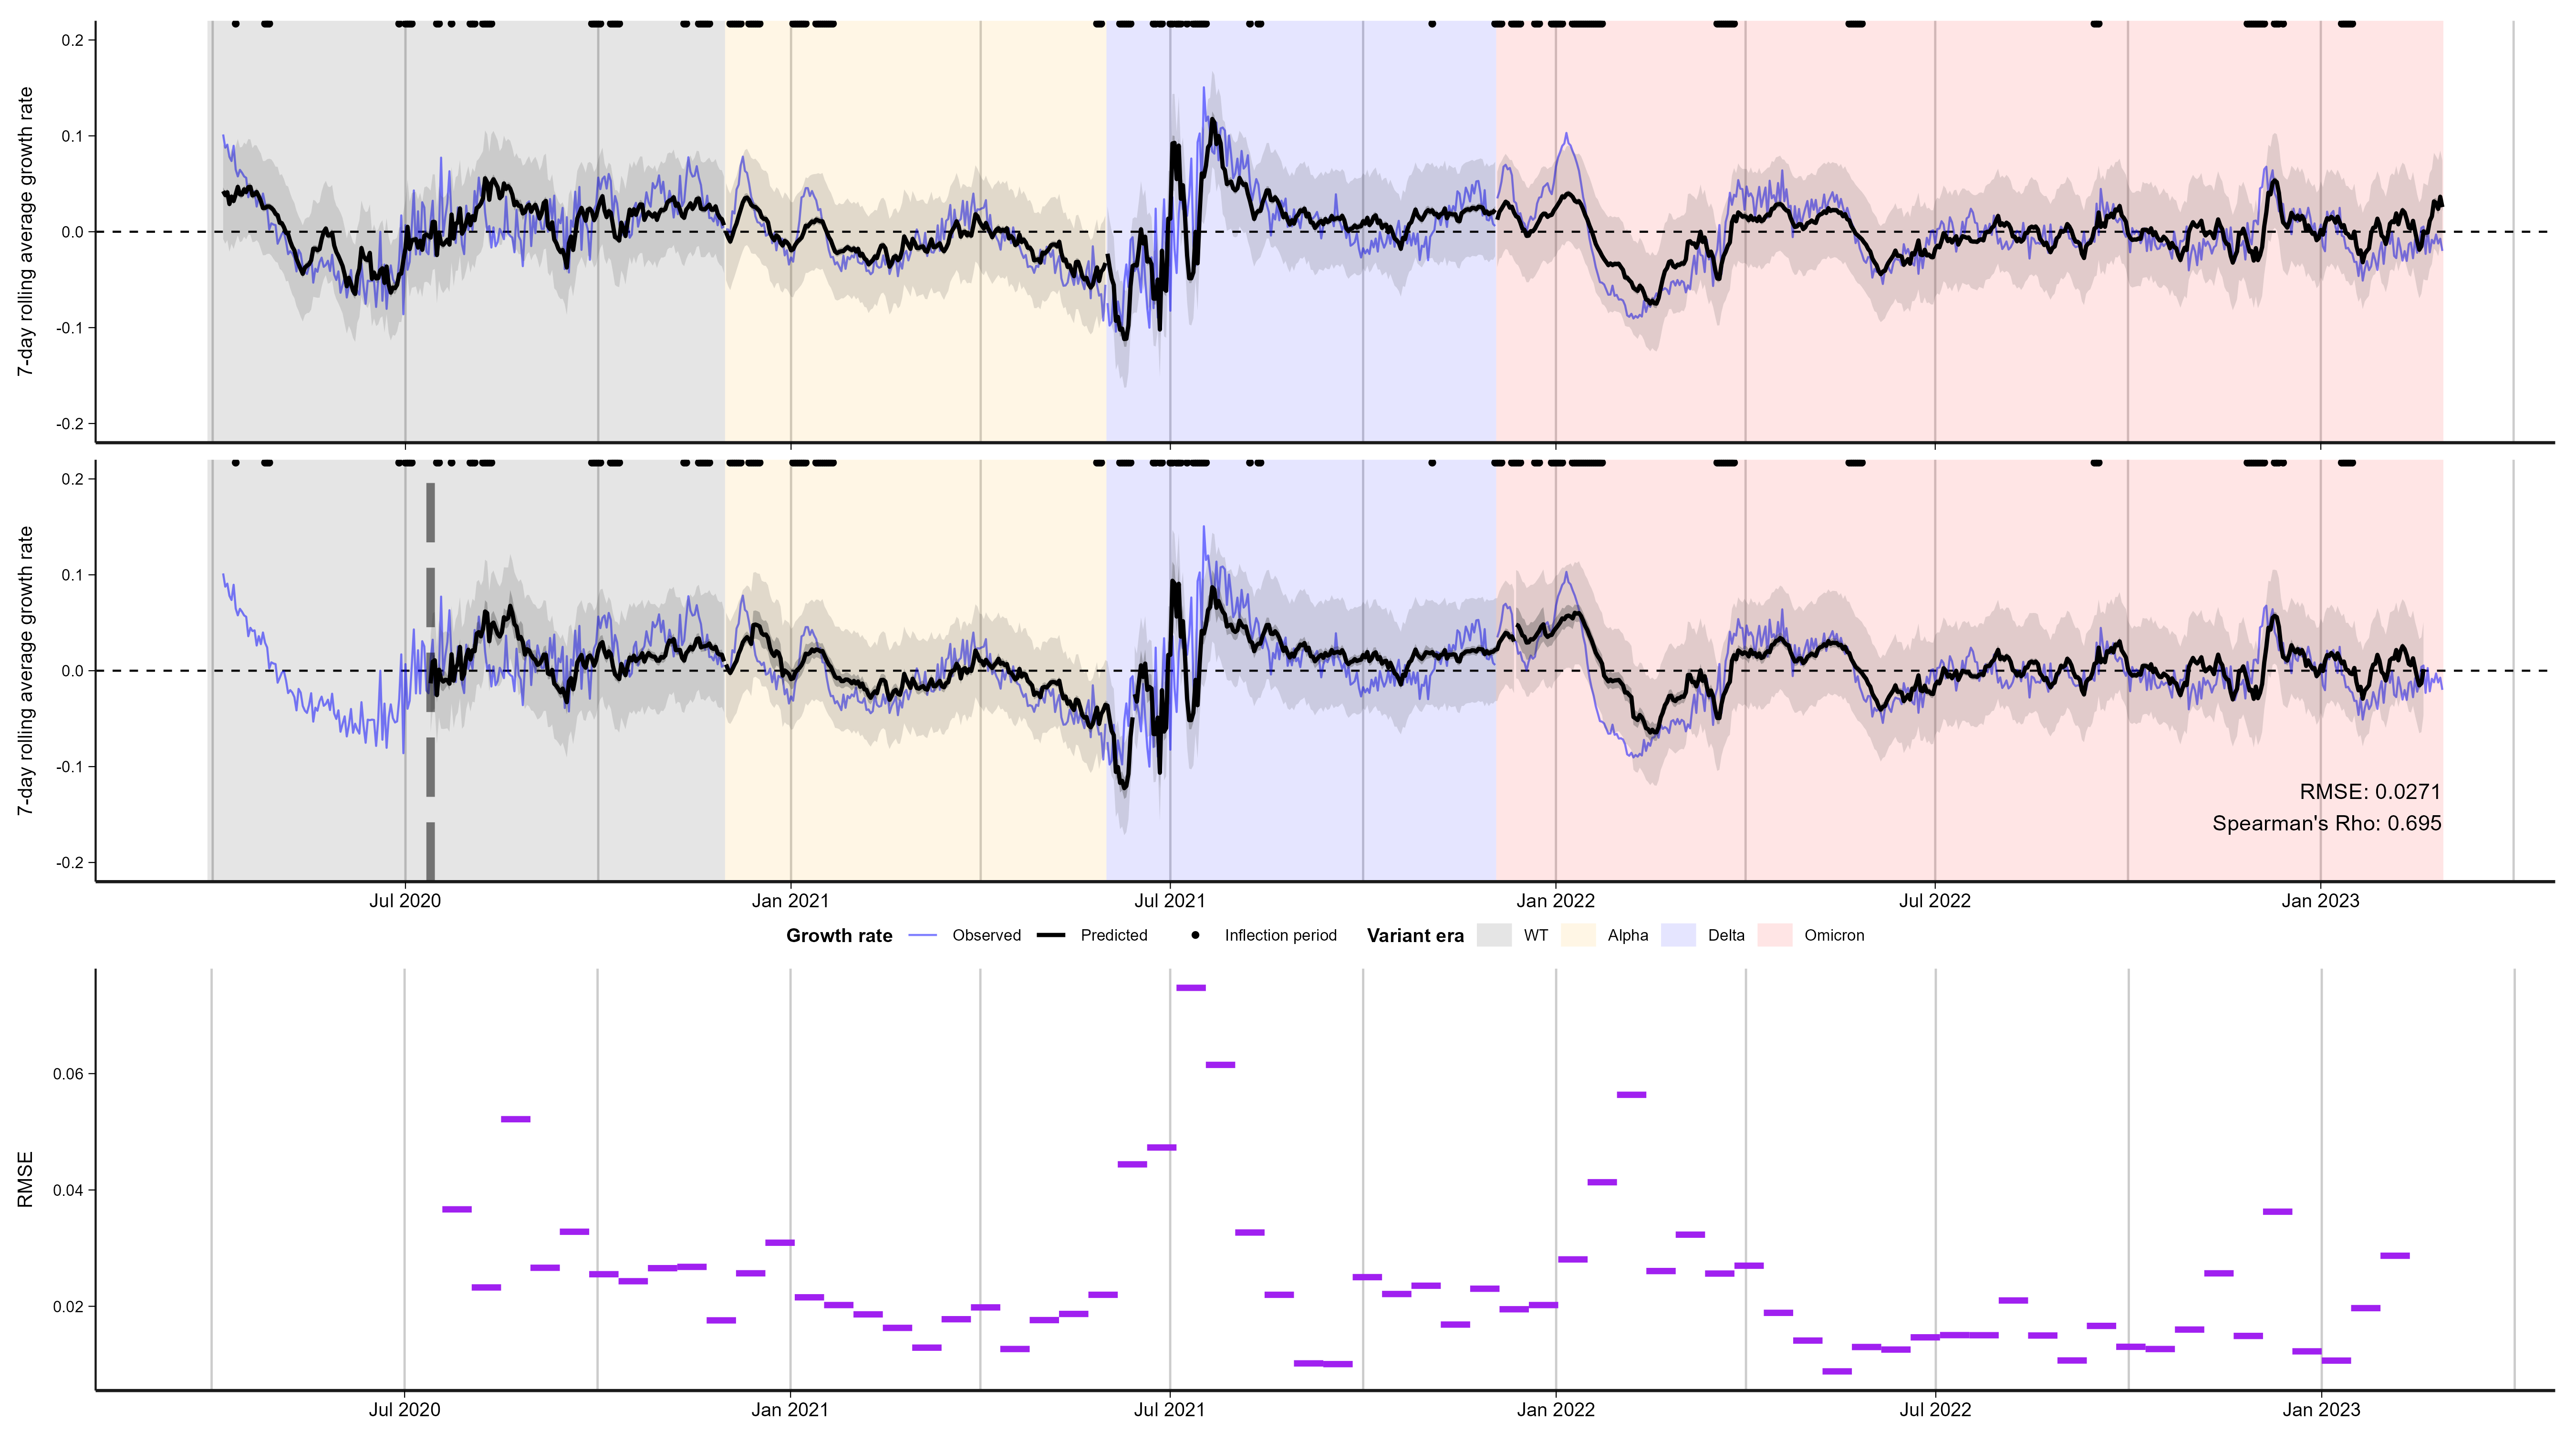 7-day rolling average growth rate
0.2
0.1
0.0
-0.1
-0.2
7-day rolling average growth rate
0.2
0.1
0.0
-0.1
-0.2
RMSE: 0.0271
Spearman's Rho: 0.695
Jul 2020 Jan 2021 Jul 2021 Jan 2022 Jul 2022 Jan 2023
Growth rate Observed Predicted Inflection period Variant era WT Alpha Delta Omicron
RMSE
0.06
0.04
0.02
Jul 2020 Jan 2021 Jul 2021 Jan 2022 Jul 2022 Jan 2023